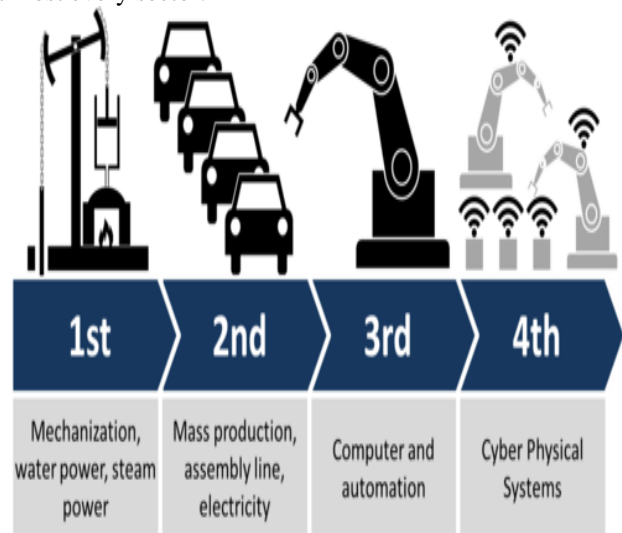 1st
2nd
3rd
4th
Mechanization,
water power, steam
power
Mass production,
assembly line,
electricity
Computer and
automation
Cyber Physical
Systems